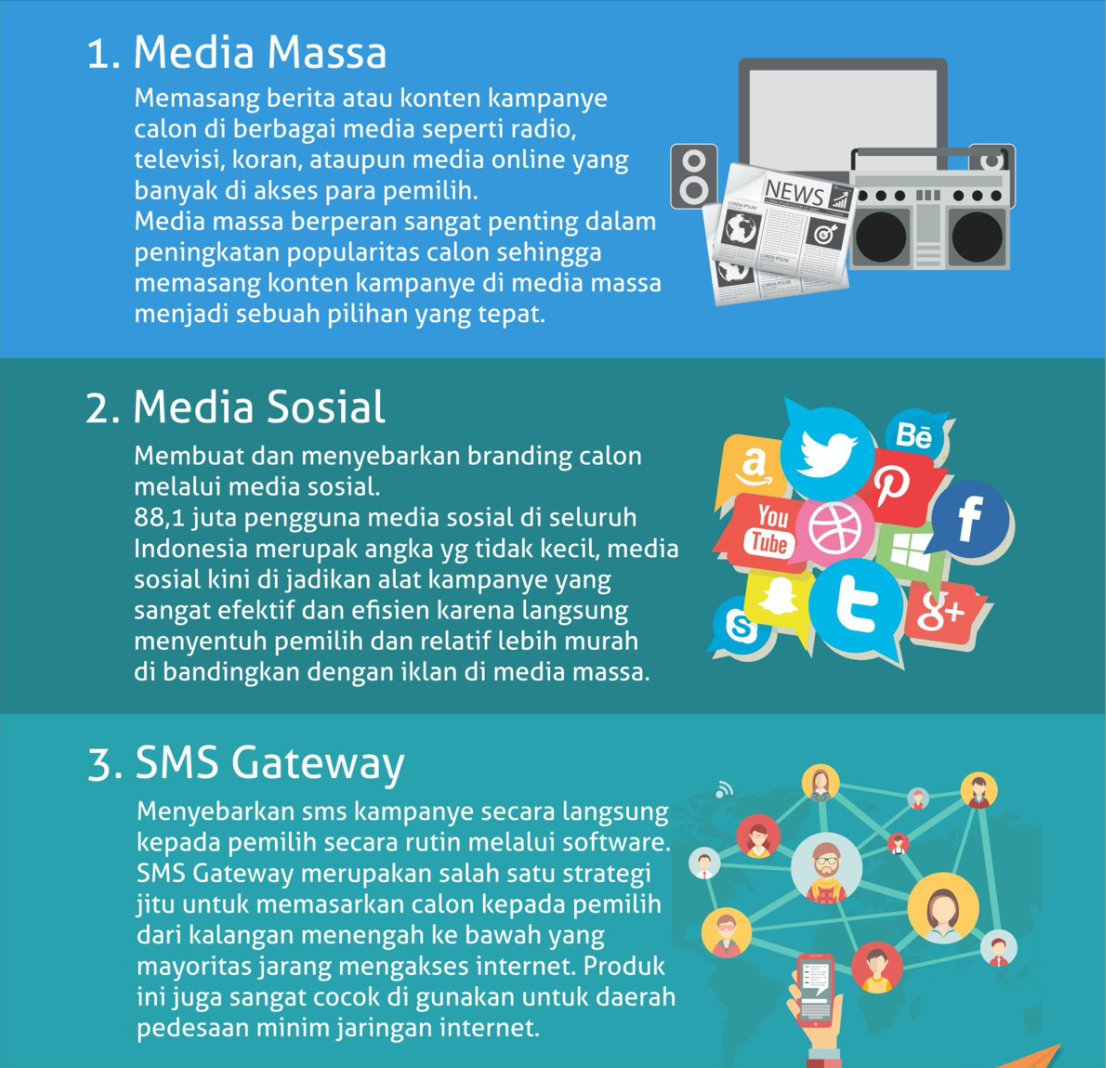 1. Media Massa
Memasang berita atau konten kampanye
calon di berbagai media seperti radio,
televisi, koran, ataupun media online yang
banyak di akses para pemilih.
Media massa berperan sangat penting dalam
peningkatan popularitas calon sehingga
memasang konten kampanye di media massa
menjadi sebuah pilihan yang tepat.
NEWS
LOREM IPSUM
LOREM IPSUM
LOREM IPSUM
2. Media Sosial
Membuat dan menyebarkan branding calon
melalui media sosial.
88,1 juta pengguna media sosial di seluruh
Indonesia merupak angka yg tidak kecil, media
sosial kini di jadikan alat kampanye yang
sangat efektif dan efisien karena langsung
menyentuh pemilih dan relatif lebih murah
di bandingkan dengan iklan di media massa.
Bē
a
You
Tube
f
S
t
g+
3. SMS Gateway
Menyebarkan sms kampanye secara langsung
kepada pemilih secara rutin melalui software.
SMS Gateway merupakan salah satu strategi
jitu untuk memasarkan calon kepada pemilih
dari kalangan menengah ke bawah yang
mayoritas jarang mengakses internet. Produk
ini juga sangat cocok di gunakan untuk daerah
pedesaan minim jaringan internet.